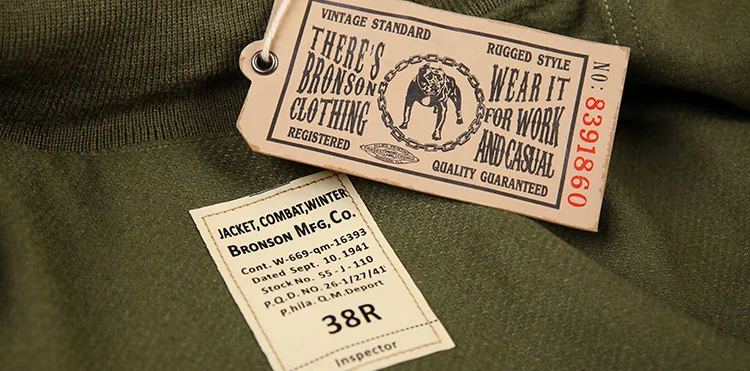 VINTAGE STANDARD
RUGGED STYLE
THERE'S
BRONSON
CLOTHING
WEAR IT
FOR WORK
AND CASUAL
REGISTERED
QUALITY GUARANTEED
NO: 8391860
JACKET, COMBAT, WINTER
BRONSON MFG, CO.
Cont. W-669-qm-16393
Dated Sept. 10. 1941
Stock No. 55 - J - 110
P.Q.D. NO. 26-1/27/41
P.hila. Q.M.Deport
38R
Inspector